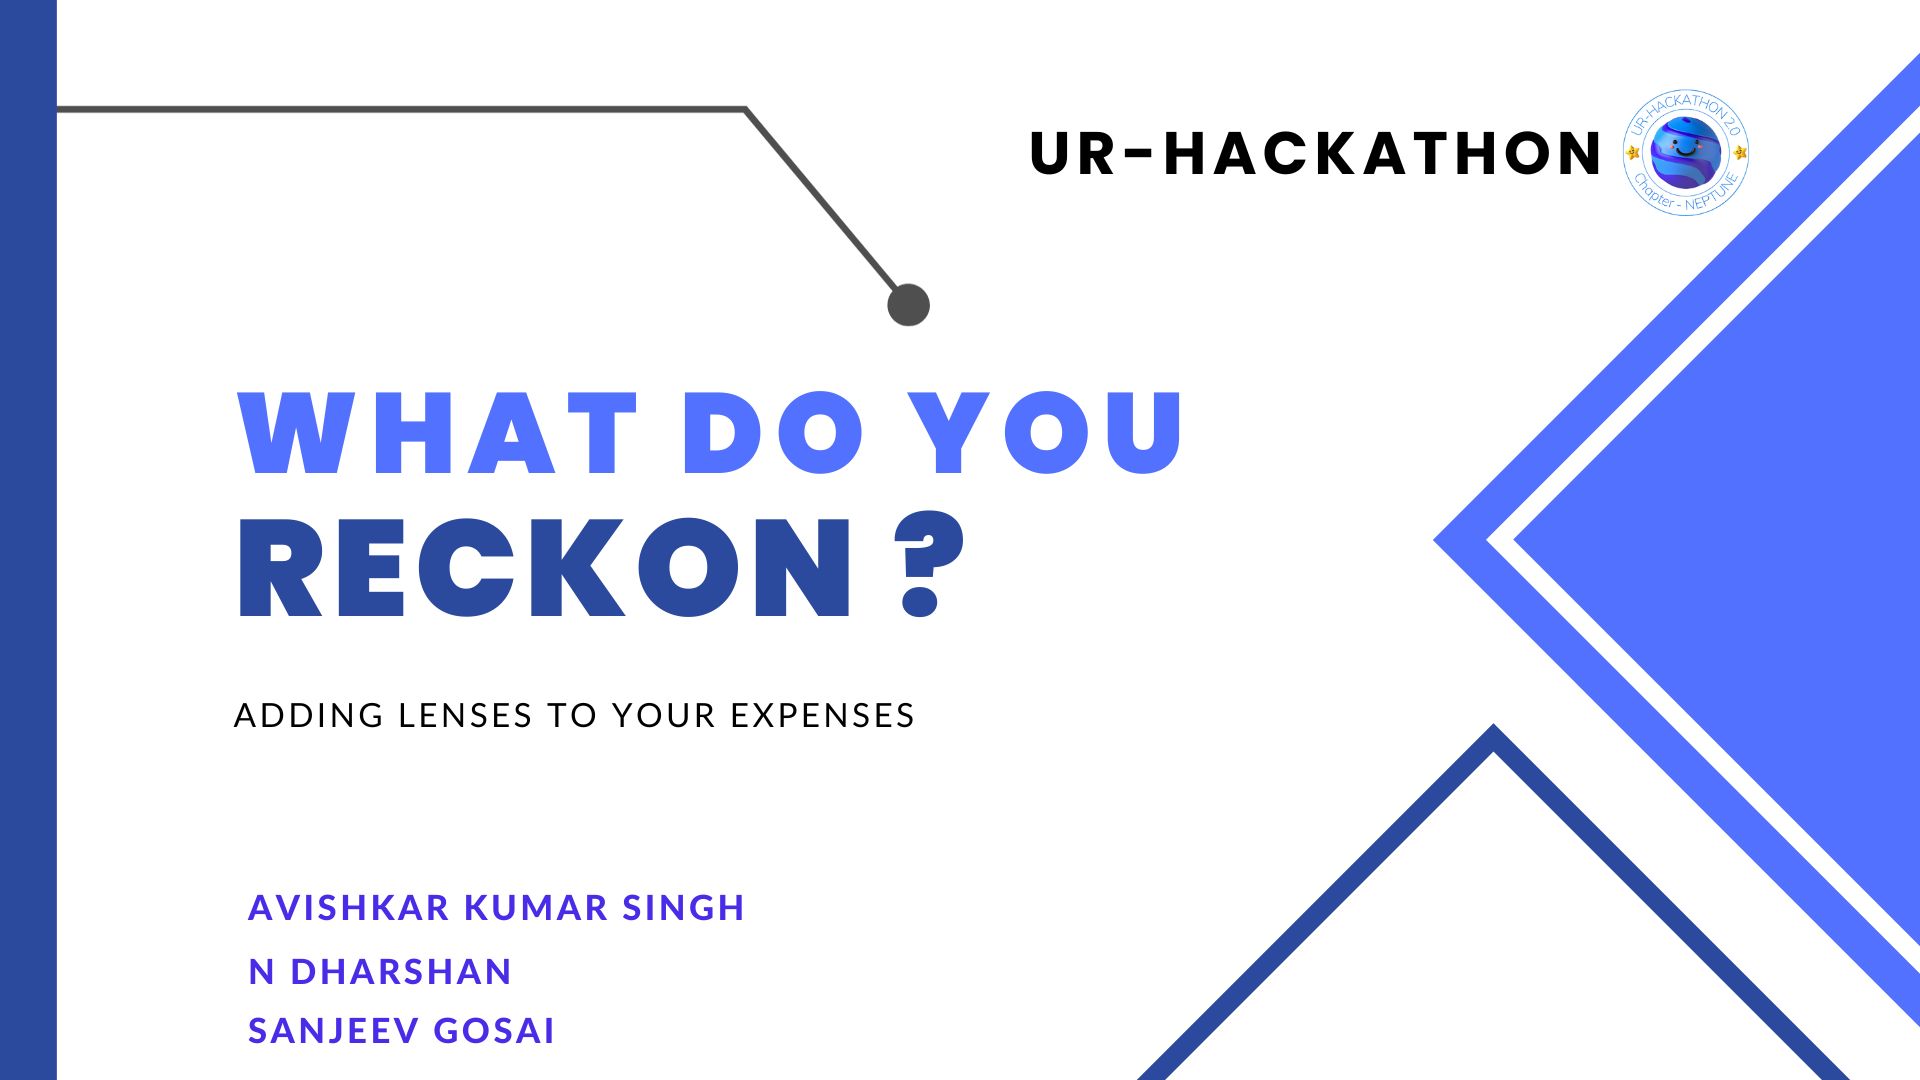 UR-HACKATHON
UR-HACKATHON 2.0
Chapter - NEPTUNE
WHAT DO YOU
RECKON ?
ADDING LENSES TO YOUR EXPENSES
AVISHKAR KUMAR SINGH
N DHARSHAN
SANJEEV GOSAI